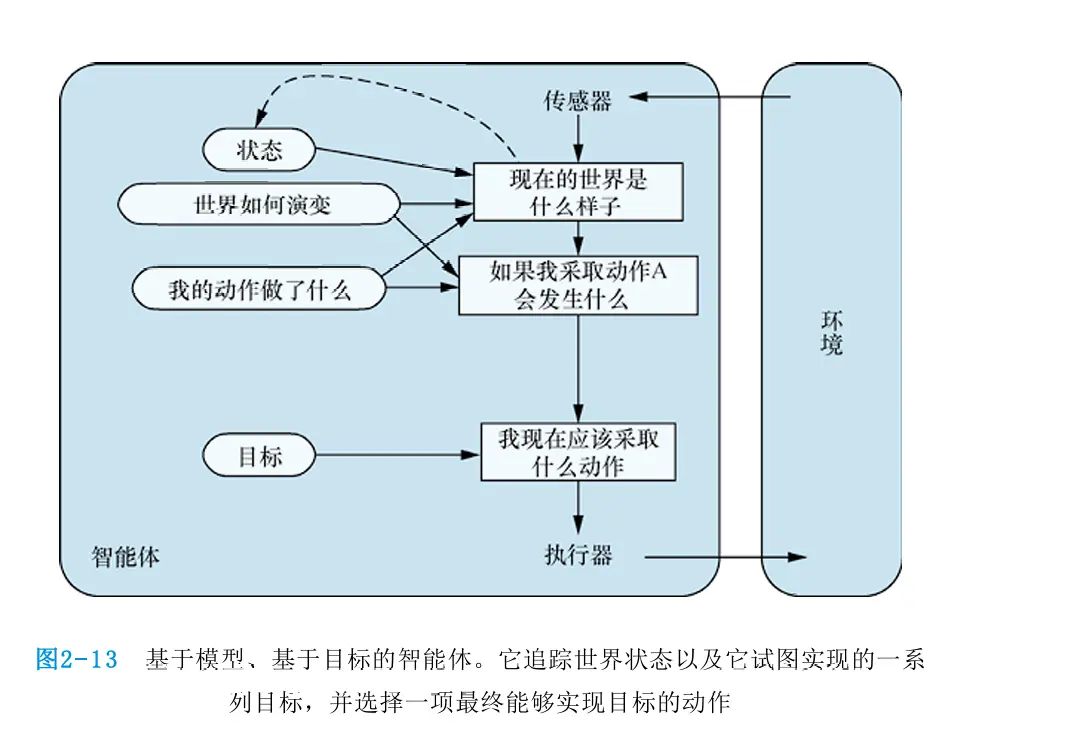 传感器
状态
现在的世界是
什么样子
世界如何演变
如果我采取动作A
会发生什么
我的动作做了什么
环
境
我现在应该采取
什么动作
目标
智能体
执行器
图2-13 基于模型、基于目标的智能体。它追踪世界状态以及它试图实现的一系
列目标，并选择一项最终能够实现目标的动作